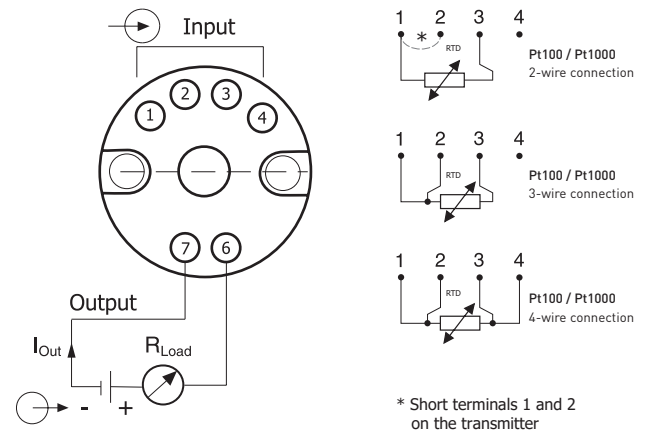 Input
1 2 3 4
7 6
Output
I Out
R Load
- +
1 2 3 4
*
RTD
Pt100 / Pt1000
2-wire connection
1 2 3 4
RTD
Pt100 / Pt1000
3-wire connection
1 2 3 4
RTD
Pt100 / Pt1000
4-wire connection
* Short terminals 1 and 2
on the transmitter